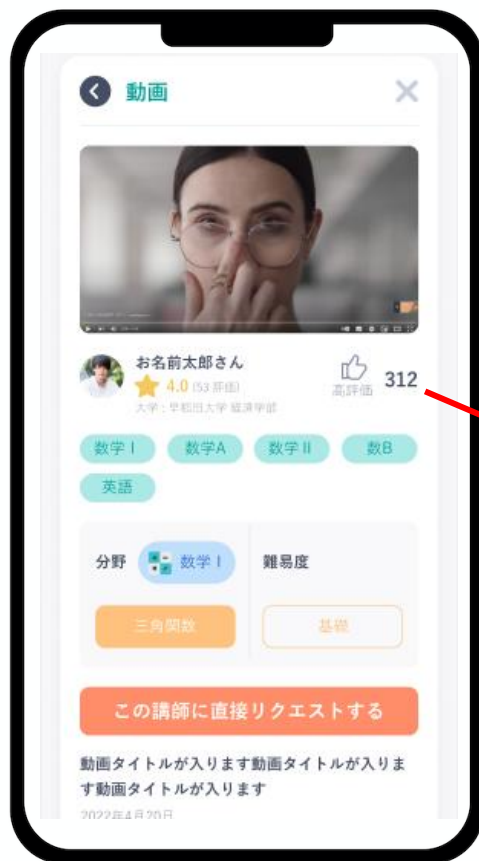 動画
お名前太郎さん
4.0 (53 評価)
大学:早稲田大学 経済学部
高評価 312
数学Ⅰ 数学A 数学Ⅱ 数B
英語
分野 数学Ⅰ 難易度
三角関数 基礎
この講師に直接リクエストする
動画タイトルが入ります動画タイトルが入りま
す動画タイトルが入ります
2022年4月20日